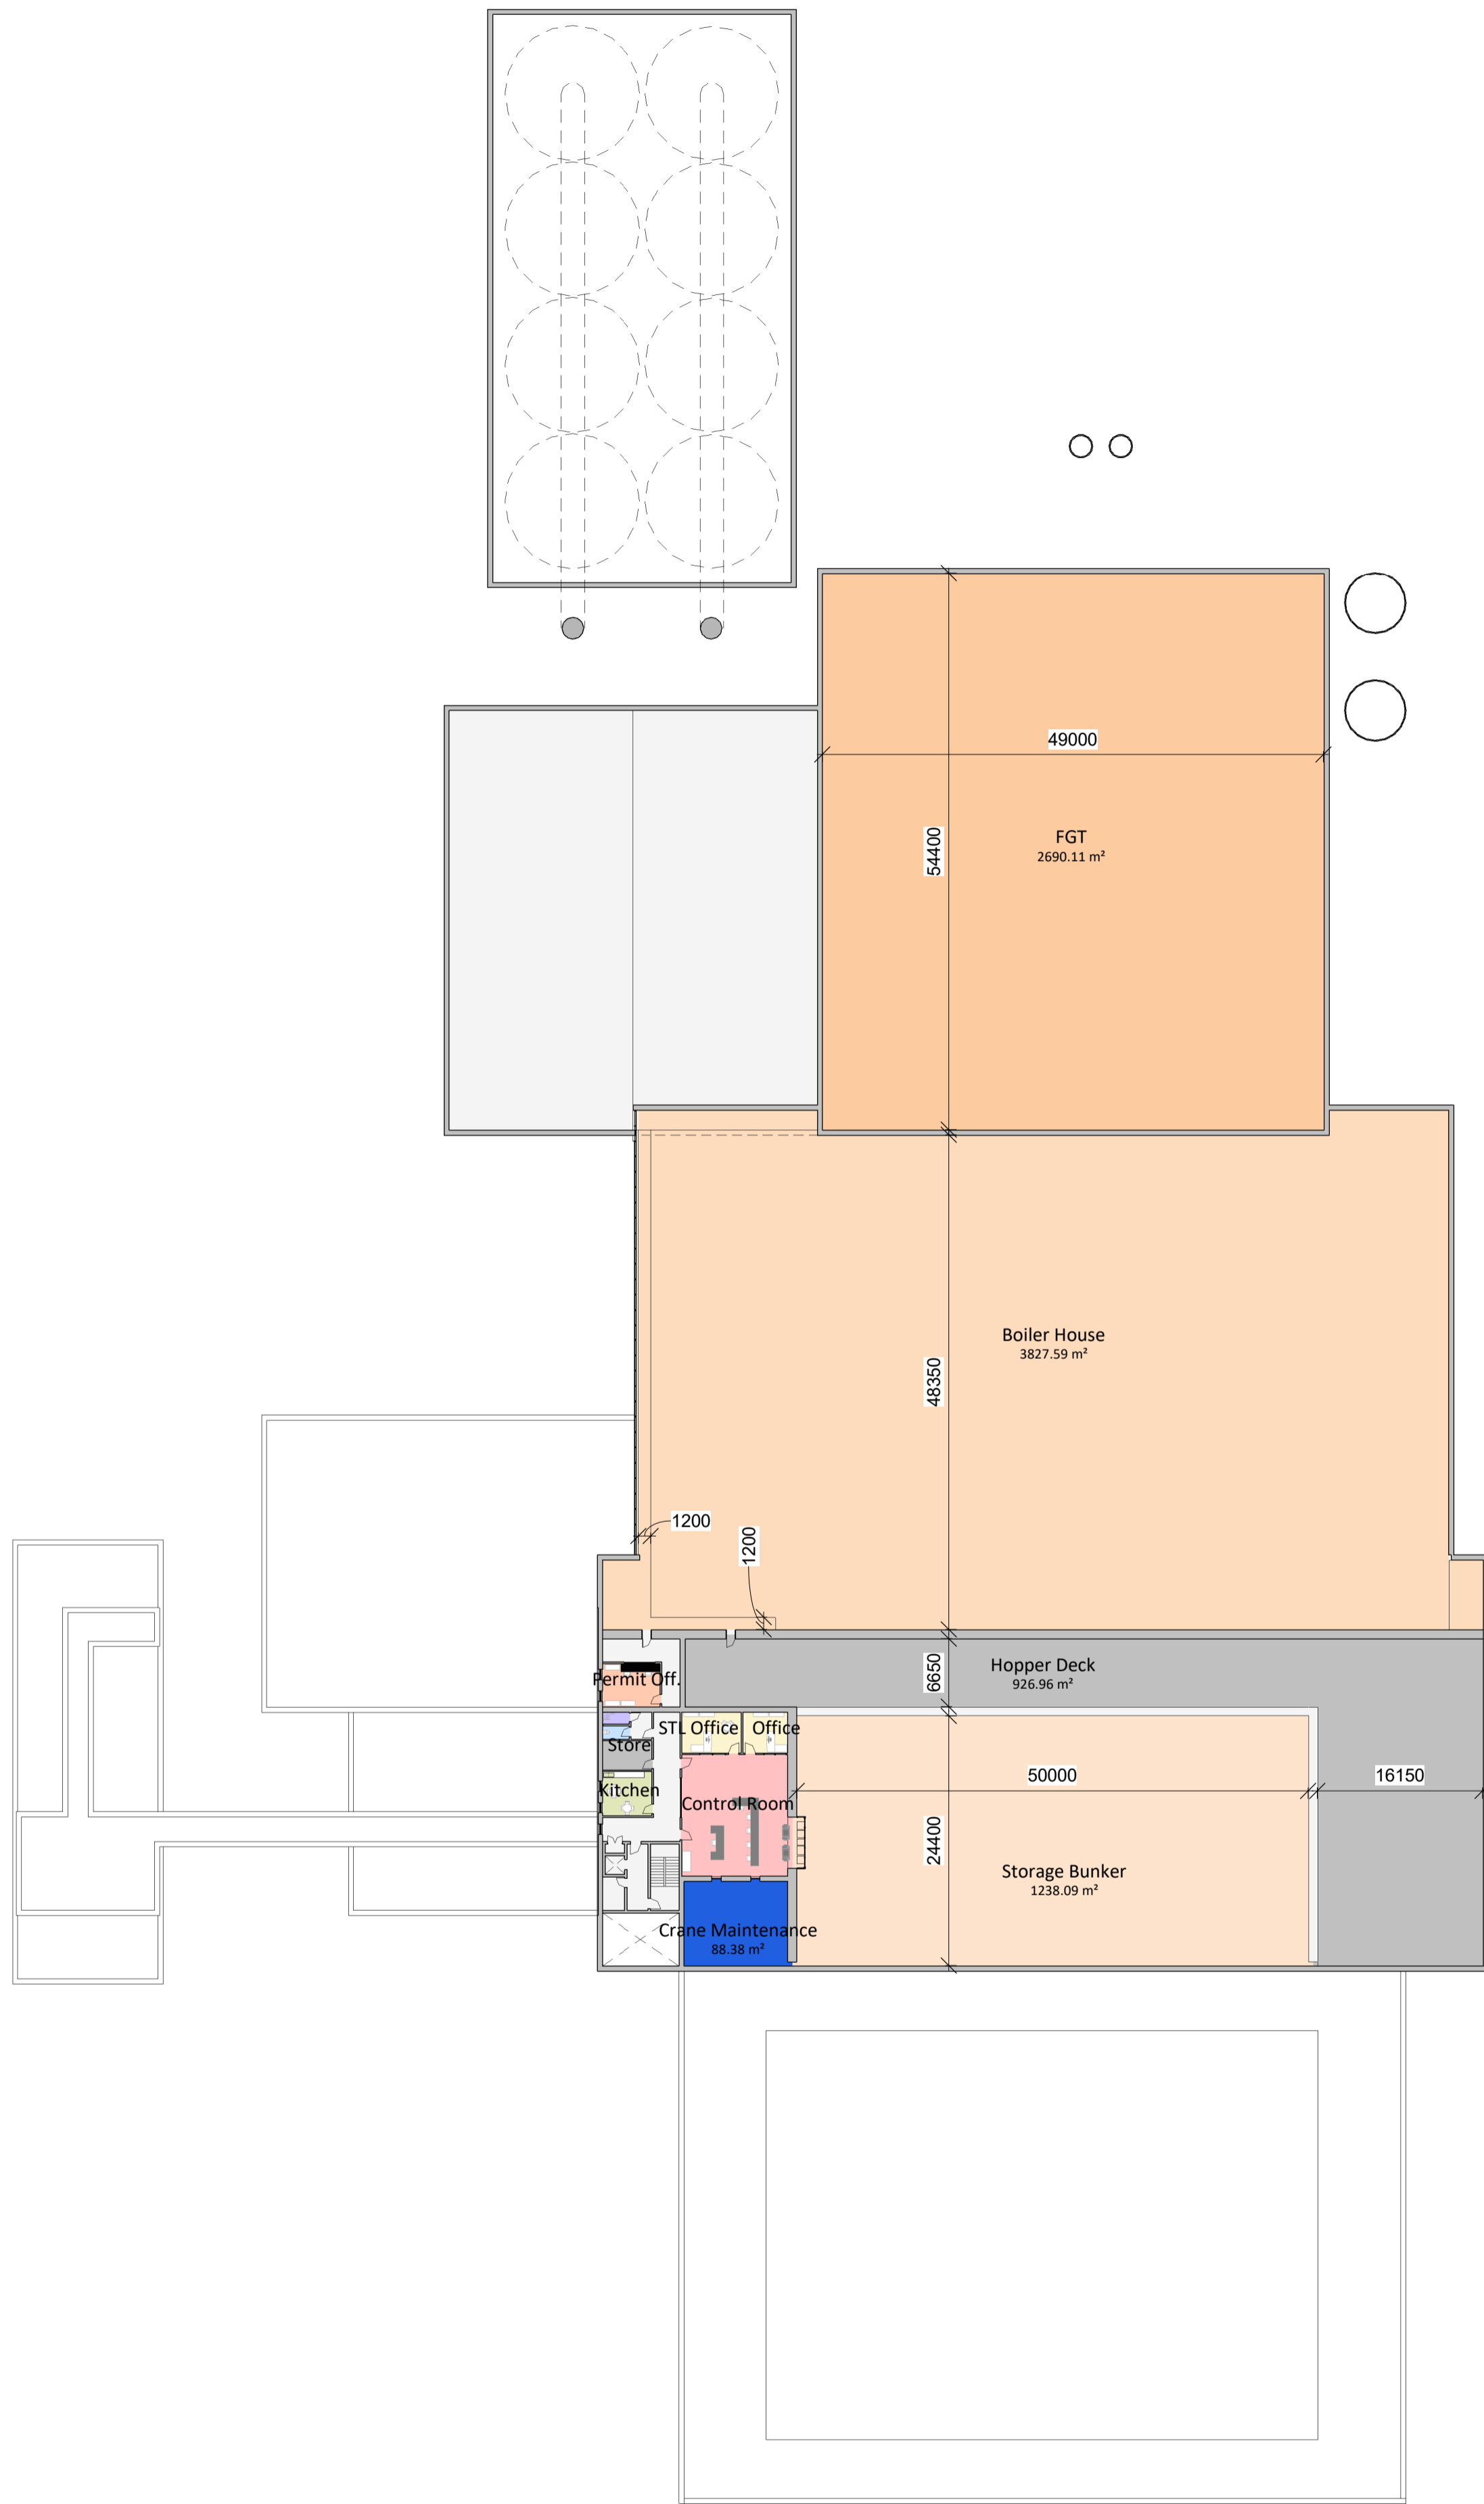 49000
54400
FGT
2690.11 m²
Boiler House
3827.59 m²
48350
1200
1200
Hopper Deck
926.96 m²
6650
Permit Off.
STL Office
Office
Store
Kitchen
50000
16150
Control Room
24400
Storage Bunker
1238.09 m²
Crane Maintenance
88.38 m²